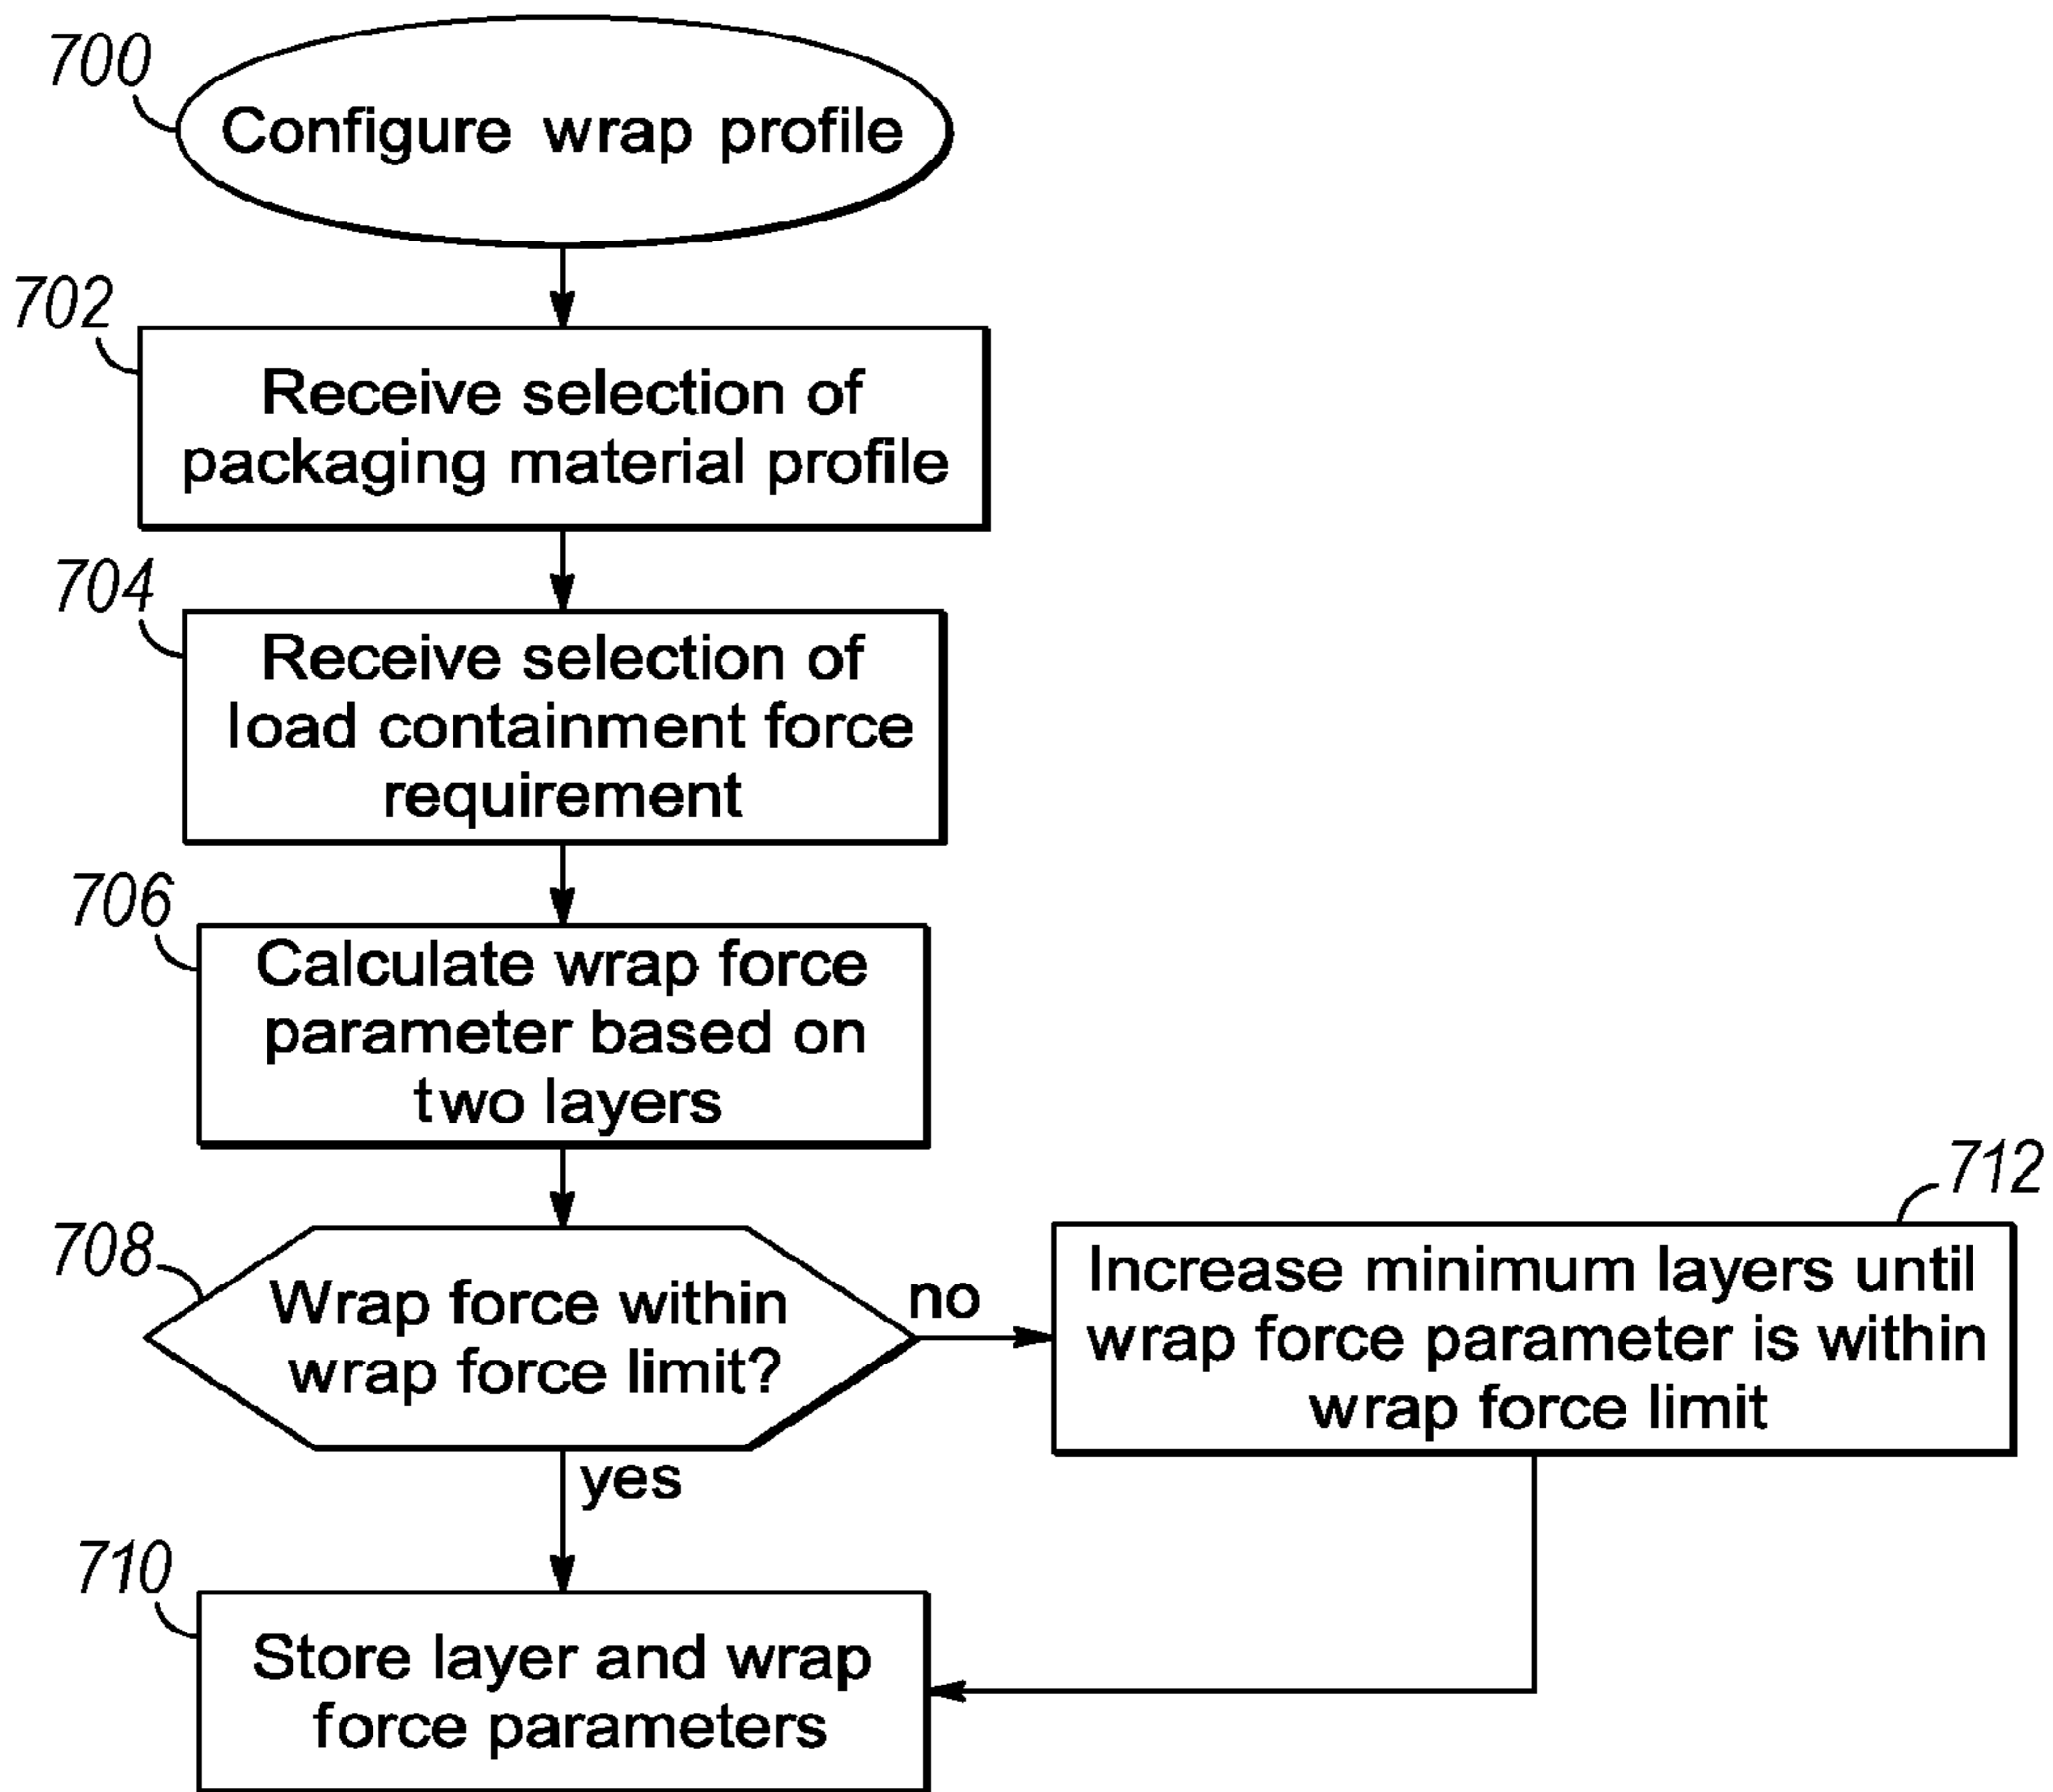 700
Configure wrap profile
702
Receive selection of
packaging material profile
704
Receive selection of
load containment force
requirement
706
Calculate wrap force
parameter based on
two layers
708
Wrap force within
wrap force limit?
no
712
Increase minimum layers until
wrap force parameter is within
wrap force limit
yes
710
Store layer and wrap
force parameters